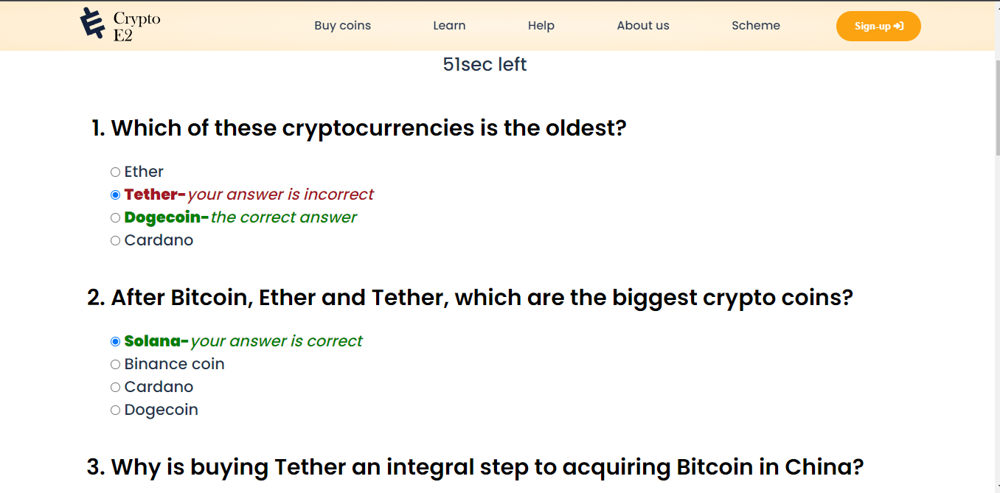 Crypto
E2
Buy coins
Learn
Help
About us
Scheme
Sign-up
51sec left
1. Which of these cryptocurrencies is the oldest?
Ether
Tether-your answer is incorrect
Dogecoin-the correct answer
Cardano
2. After Bitcoin, Ether and Tether, which are the biggest crypto coins?
Solana-your answer is correct
Binance coin
Cardano
Dogecoin
3. Why is buying Tether an integral step to acquiring Bitcoin in China?